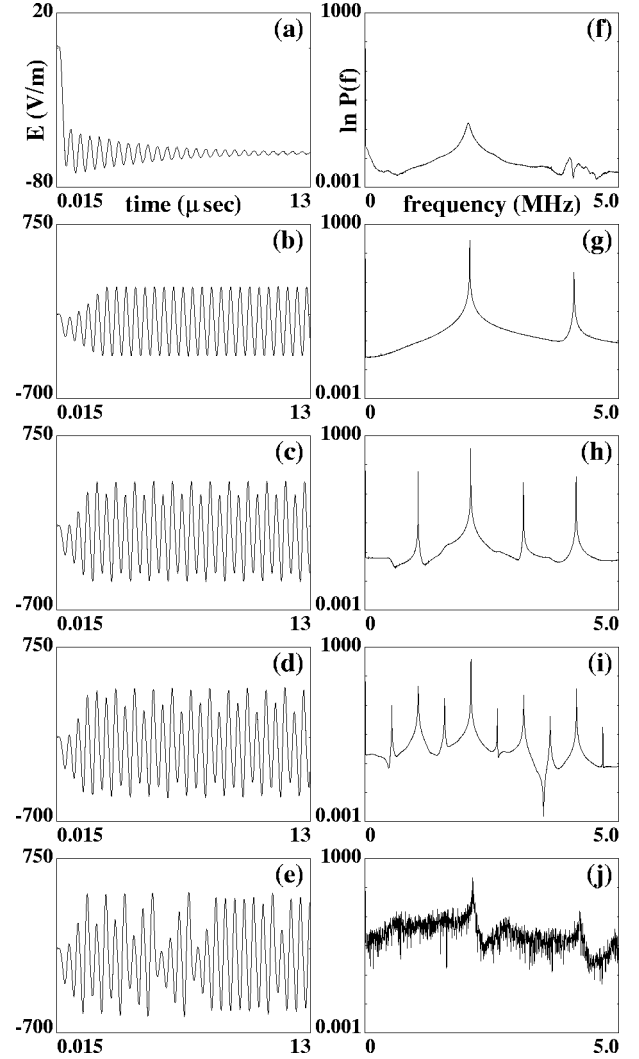 20
(a)
E (V/m)
-80
0.015
time (μ sec)
13
1000
(f)
ln P(f)
0.001
0
frequency (MHz)
5.0
750
(b)
-700
0.015
13
1000
(g)
0.001
0
5.0
750
(c)
-700
0.015
13
1000
(h)
0.001
0
5.0
750
(d)
-700
0.015
13
1000
(i)
0.001
0
5.0
750
(e)
-700
0.015
13
1000
(j)
0.001
0
5.0